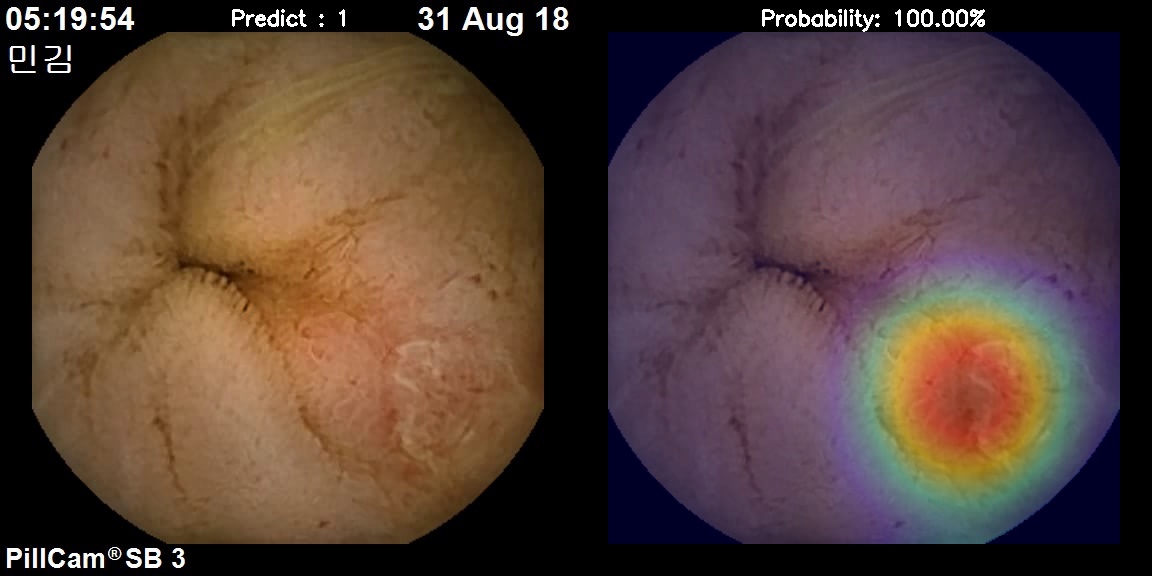 05:19:54
Predict : 1
31 Aug 18
Probability: 100.00%
민김
PillCam® SB 3